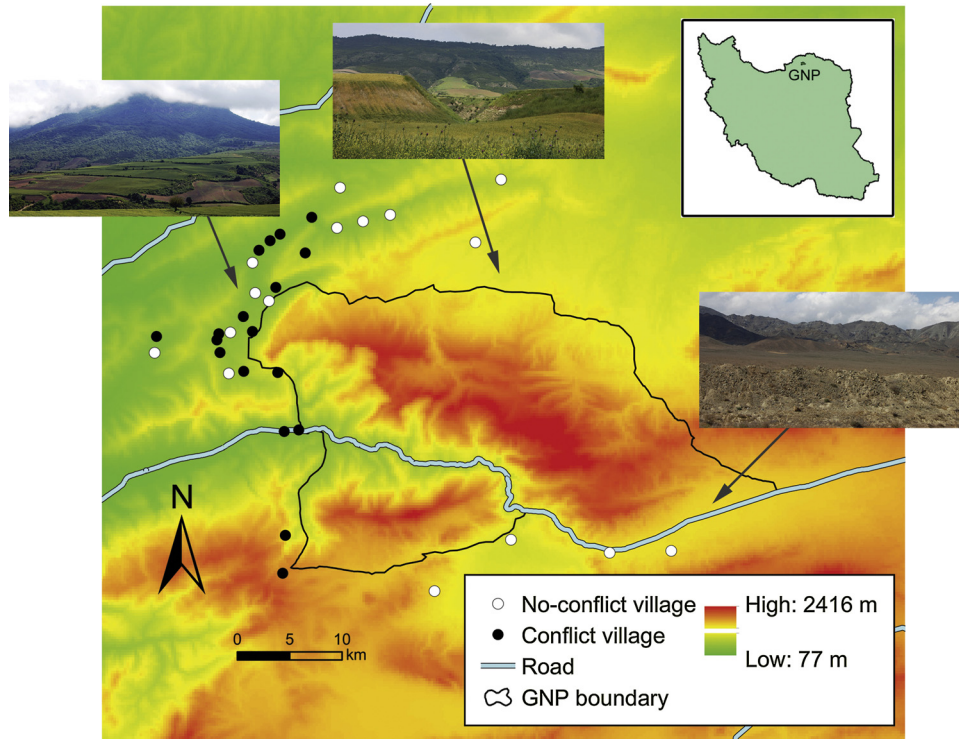 GNP
N
0 5 10
km
No-conflict village
Conflict village
Road
GNP boundary
High: 2416 m
Low: 77 m